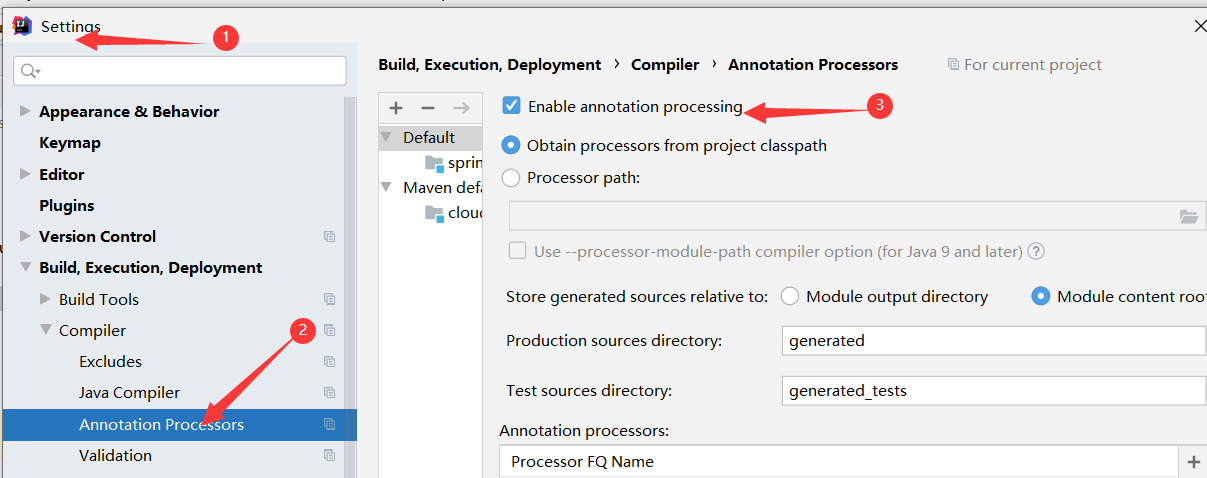 Settings
1
Appearance & Behavior
Keymap
Editor
Plugins
Version Control
Build, Execution, Deployment
Build Tools
Compiler
2
Excludes
Java Compiler
Annotation Processors
Validation
Build, Execution, Deployment › Compiler › Annotation Processors
For current project
Default
sprin
Maven defa
cloud
Enable annotation processing
3
Obtain processors from project classpath
Processor path:
Use --processor-module-path compiler option (for Java 9 and later) ?
Store generated sources relative to: Module output directory Module content root
Production sources directory: generated
Test sources directory: generated_tests
Annotation processors:
Processor FQ Name